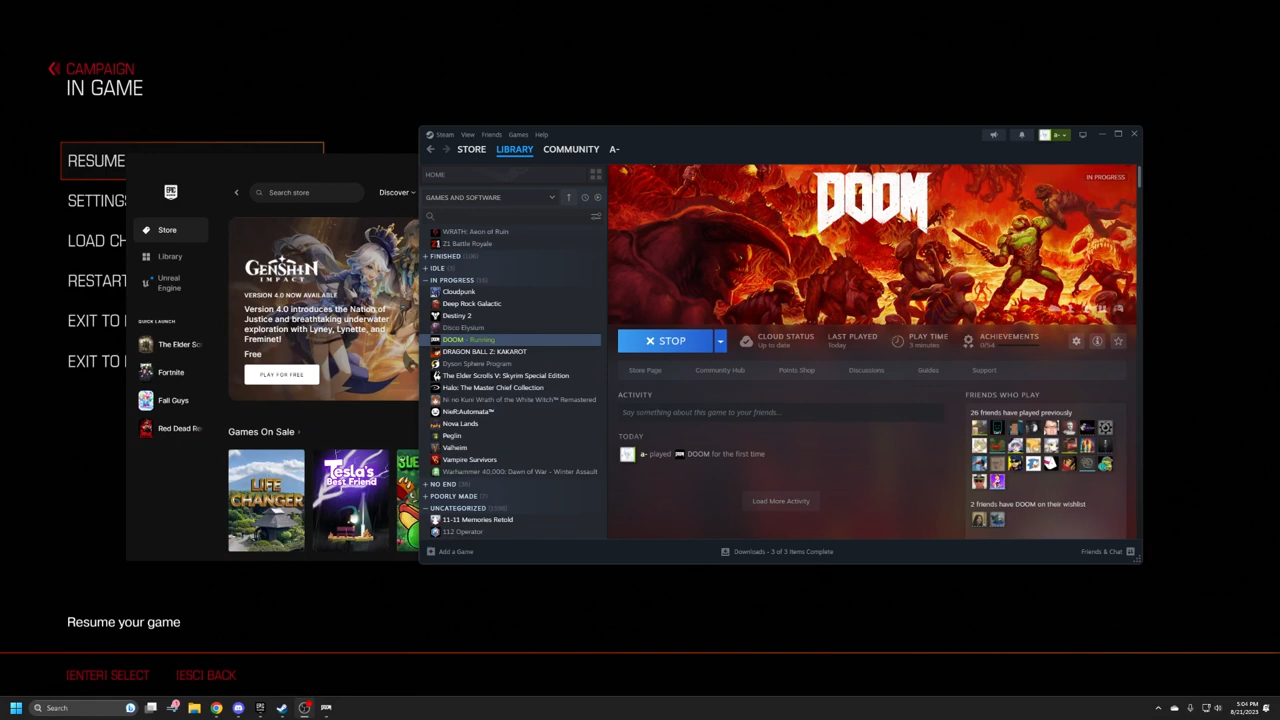 CAMPAIGN
IN GAME
RESUME
SETTINGS
LOAD CH
RESTART
EXIT TO
EXIT TO
Resume your game
[ENTER] SELECT
[ESC] BACK
EPIC
Search store
Discover
Store
Library
Unreal
Engine
QUICK LAUNCH
The Elder Sc
Fortnite
Fall Guys
Red Dead Re
GENSHIN
IMPACT
VERSION 4.0 NOW AVAILABLE
Version 4.0 introduces the Nation of
Justice and breathtaking underwater
exploration with Lyney, Lynette, and
Freminet!
Free
PLAY FOR FREE
Games On Sale
LIFE
CHANGER
Tesla's
Best Friend
Steam View Friends Games Help
a-
STORE LIBRARY COMMUNITY A-
HOME
GAMES AND SOFTWARE
WRATH: Aeon of Ruin
Z1 Battle Royale
FINISHED
IDLE
IN PROGRESS
Cloudpunk
Deep Rock Galactic
Destiny 2
Disco Elysium
DOOM - Running
DRAGON BALL Z: KAKAROT
Dyson Sphere Program
The Elder Scrolls V: Skyrim Special Edition
Halo: The Master Chief Collection
Ni no Kuni Wrath of the White Witch™ Remastered
NieR:Automata™
Nova Lands
Peglin
Valheim
Vampire Survivors
Warhammer 40,000: Dawn of War - Winter Assault
NO END
POORLY MADE
UNCATEGORIZED
11-11 Memories Retold
112 Operator
Add a Game
DOOM
IN PROGRESS
STOP
CLOUD STATUS
Up to date
LAST PLAYED
Today
PLAY TIME
3 minutes
ACHIEVEMENTS
0/54
Store Page Community Hub Points Shop Discussions Guides Support
ACTIVITY
Say something about this game to your friends...
TODAY
a- played DOOM for the first time
Load More Activity
FRIENDS WHO PLAY
26 friends have played previously
2 friends have DOOM on their wishlist
Downloads - 3 of 3 Items Complete
Friends & Chat
Search
5:04 PM
8/21/2023